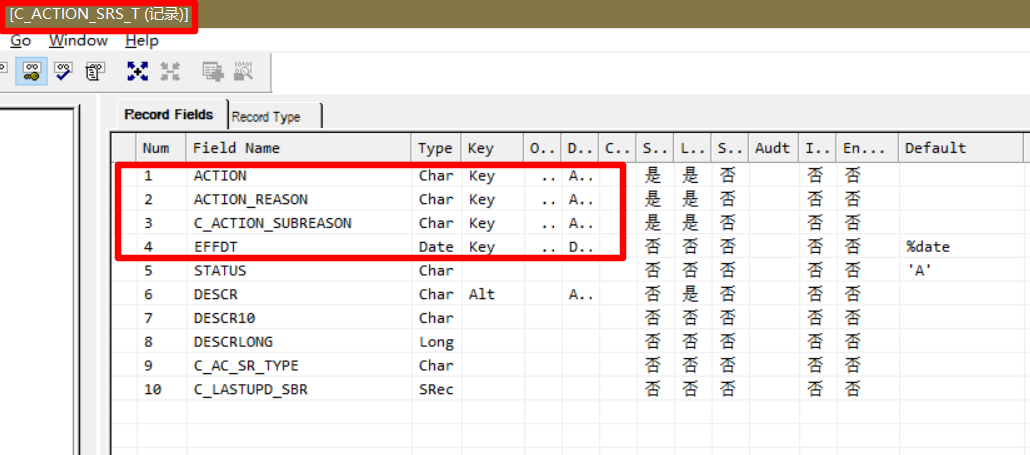 [C_ACTION_SRS_T (记录)]
Go Window Help
Record Fields Record Type
Num Field Name Type Key O.. D.. C.. S.. L.. S.. Audt I.. En... Default
1 ACTION Char Key .. A.. 是 是 否 否 否
2 ACTION_REASON Char Key .. A.. 是 是 否 否 否
3 C_ACTION_SUBREASON Char Key .. A.. 是 是 否 否 否
4 EFFDT Date Key .. D.. 否 否 否 否 否 %date
5 STATUS Char 否 否 否 否 否 'A'
6 DESCR Char Alt A.. 否 是 否 否 否
7 DESCR10 Char 否 否 否 否 否
8 DESCRLONG Long 否 否 否 否 否
9 C_AC_SR_TYPE Char 否 否 否 否 否
10 C_LASTUPD_SBR SRec 否 否 否 否 否